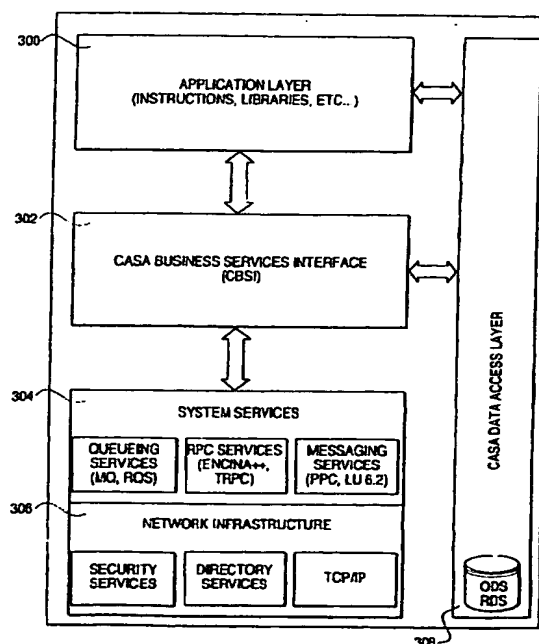 300
APPLICATION LAYER
(INSTRUCTIONS, LIBRARIES, ETC.. )
302
CASA BUSINESS SERVICES INTERFACE
(CBSI)
304
SYSTEM SERVICES
QUEUEING
SERVICES
(MQ, RQS)
RPC SERVICES
(ENCINA++,
TRPC)
MESSAGING
SERVICES
(PPC, LU 6.2)
306
NETWORK INFRASTRUCTURE
SECURITY
SERVICES
DIRECTORY
SERVICES
TCP/IP
CASA DATA ACCESS LAYER
ODS
RDS
308